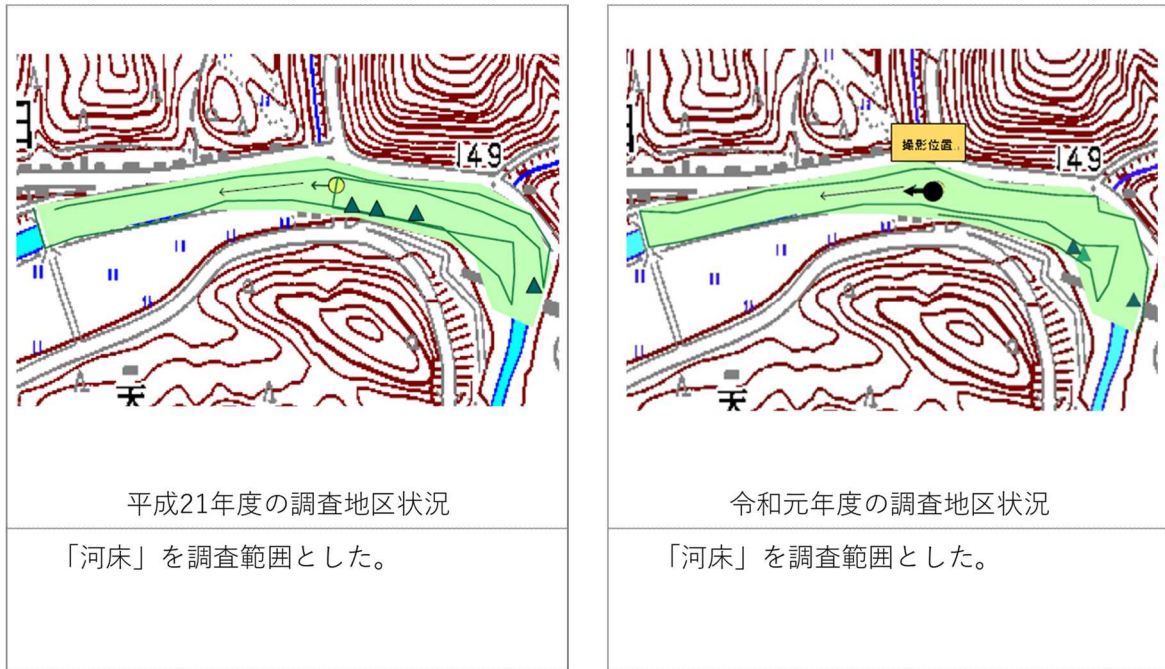 149
平成21年度の調査地区状況
「河床」を調査範囲とした。
撮影位置
149
令和元年度の調査地区状況
「河床」を調査範囲とした。